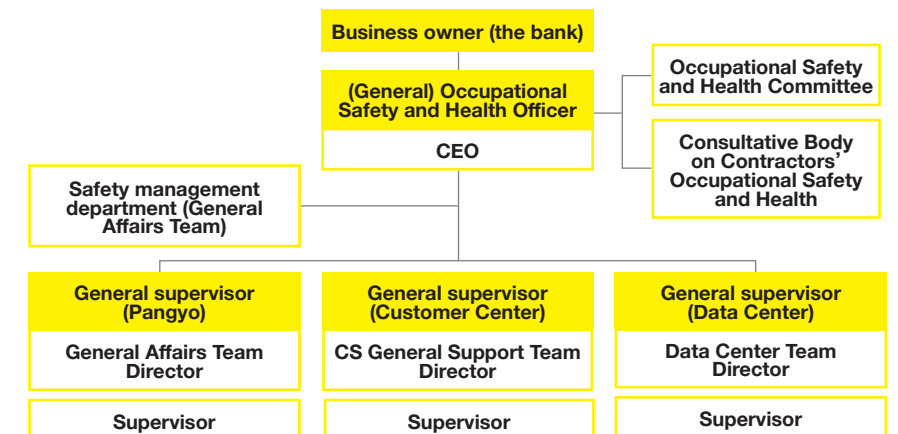 Business owner (the bank)
(General) Occupational
Safety and Health Officer
CEO
Occupational Safety
and Health Committee
Consultative Body
on Contractors’
Occupational Safety
and Health
Safety management
department (General
Affairs Team)
General supervisor
(Pangyo)
General Affairs Team
Director
Supervisor
General supervisor
(Customer Center)
CS General Support Team
Director
Supervisor
General supervisor
(Data Center)
Data Center Team
Director
Supervisor